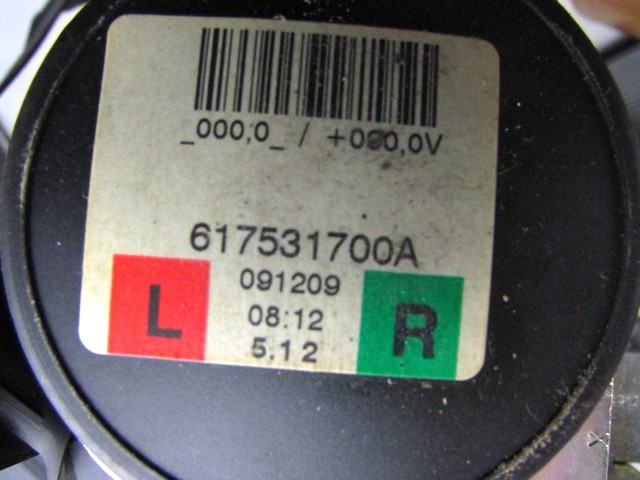 _000,0_ / +090,0V
617531700A
091209
L 08:12 R
5.12